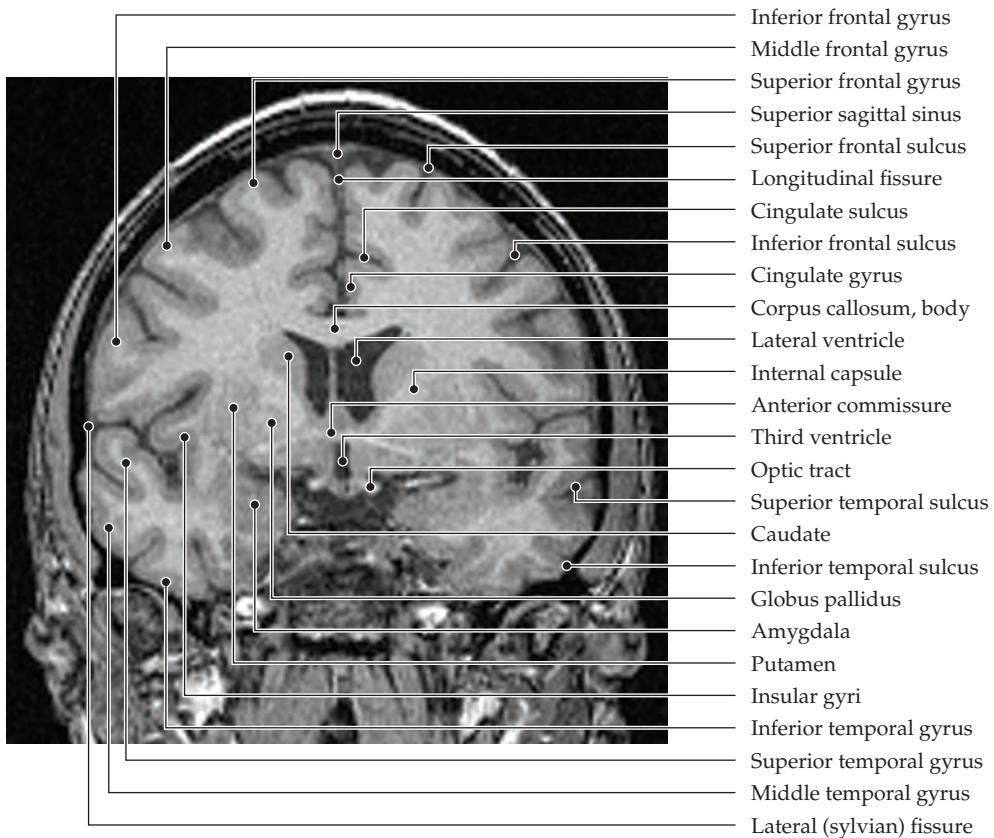 Inferior frontal gyrus
Middle frontal gyrus
Superior frontal gyrus
Superior sagittal sinus
Superior frontal sulcus
Longitudinal fissure
Cingulate sulcus
Inferior frontal sulcus
Cingulate gyrus
Corpus callosum, body
Lateral ventricle
Internal capsule
Anterior commissure
Third ventricle
Optic tract
Superior temporal sulcus
Caudate
Inferior temporal sulcus
Globus pallidus
Amygdala
Putamen
Insular gyri
Inferior temporal gyrus
Superior temporal gyrus
Middle temporal gyrus
Lateral (sylvian) fissure